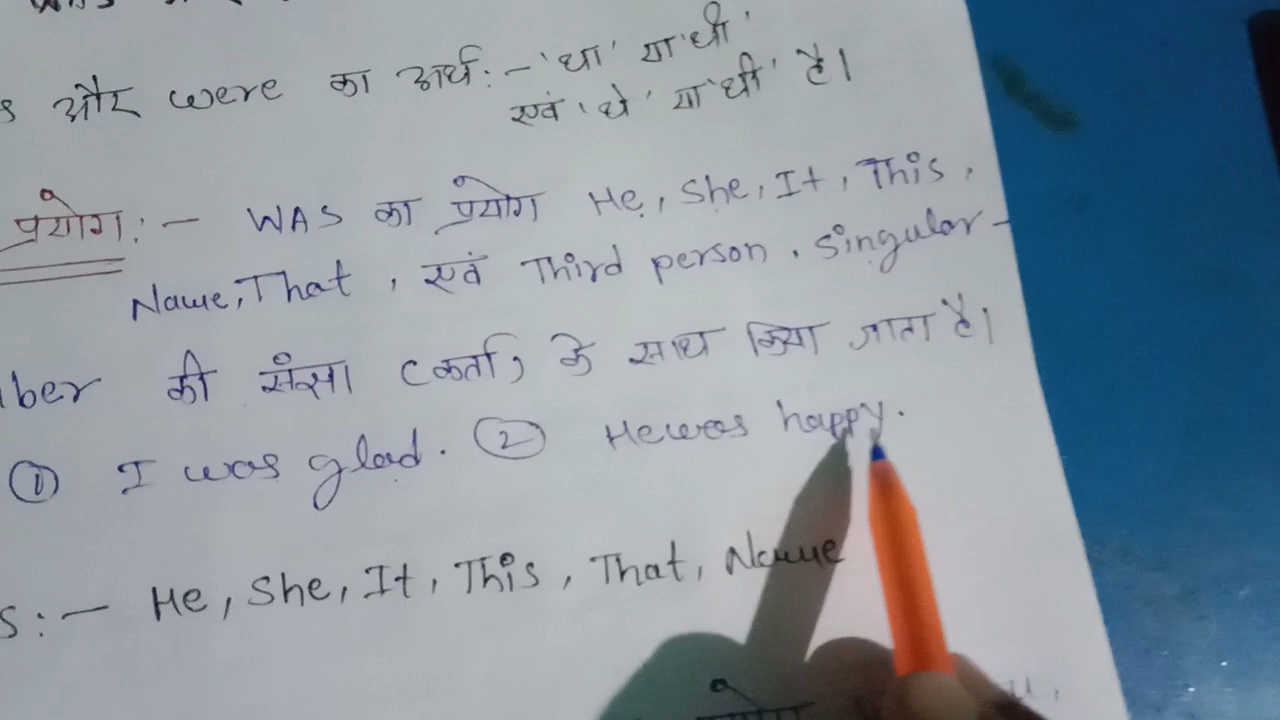 और were का अर्थ:- 'था' या 'थी'
एवं 'थे' या 'थी' है।
प्रयोग:- WAS का प्रयोग He, She, It, This,
Name, That, एवं Third person. Singular-
ber की संज्ञा (कर्ता) के साथ किया जाता है।
① I was glad. ② He was happy.
S:- He, She, It, This, That, Name